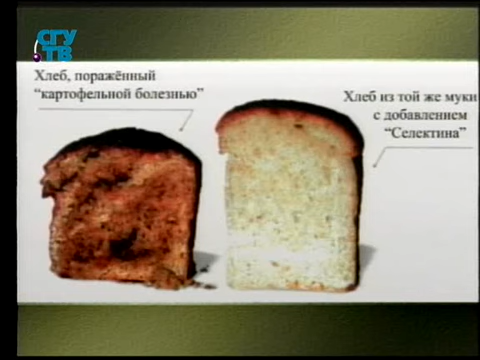 СГУ
ТВ
Хлеб, поражённый
“картофельной болезнью”
Хлеб из той же муки
с добавлением
“Селектина”